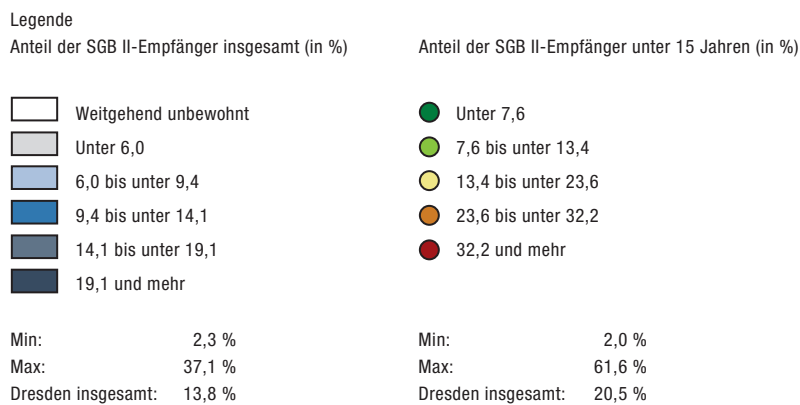 Legende
Anteil der SGB II-Empfänger insgesamt (in %)
Weitgehend unbewohnt
Unter 6,0
6,0 bis unter 9,4
9,4 bis unter 14,1
14,1 bis unter 19,1
19,1 und mehr
Min: 2,3 %
Max: 37,1 %
Dresden insgesamt: 13,8 %
Anteil der SGB II-Empfänger unter 15 Jahren (in %)
Unter 7,6
7,6 bis unter 13,4
13,4 bis unter 23,6
23,6 bis unter 32,2
32,2 und mehr
Min: 2,0 %
Max: 61,6 %
Dresden insgesamt: 20,5 %